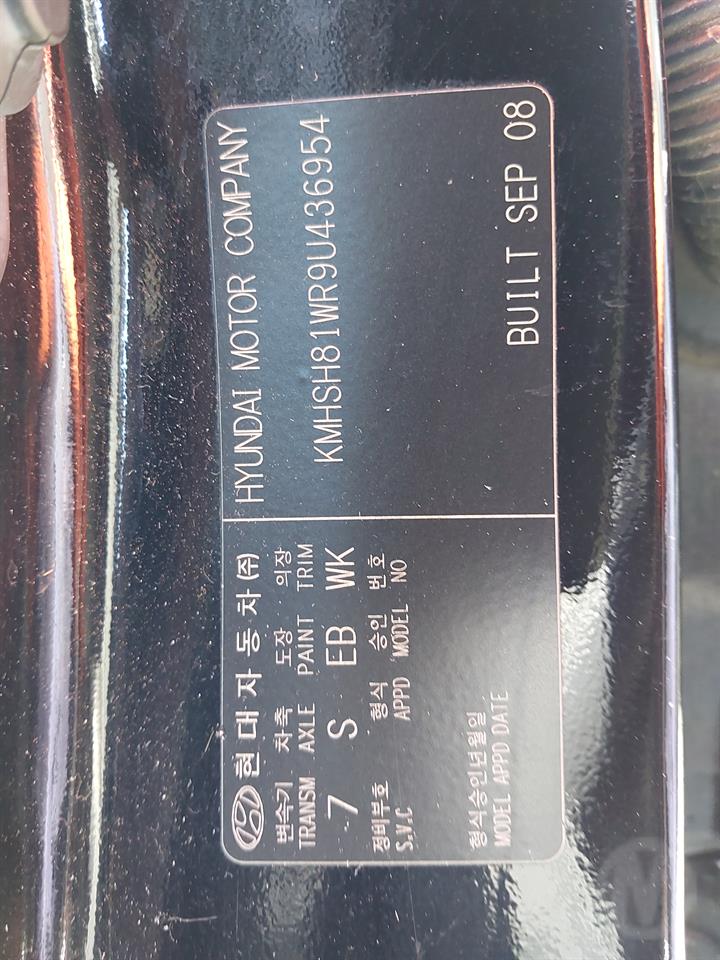 현대자동차(주) HYUNDAI MOTOR COMPANY
변속기 차축 도장 의장
TRANSM AXLE PAINT TRIM
7 S EB WK KMHSH81WR9U436954
정비부호 형식 승인 번호
S.V.C APPD MODEL NO
형식승인년월일
MODEL APPD DATE
BUILT SEP 08